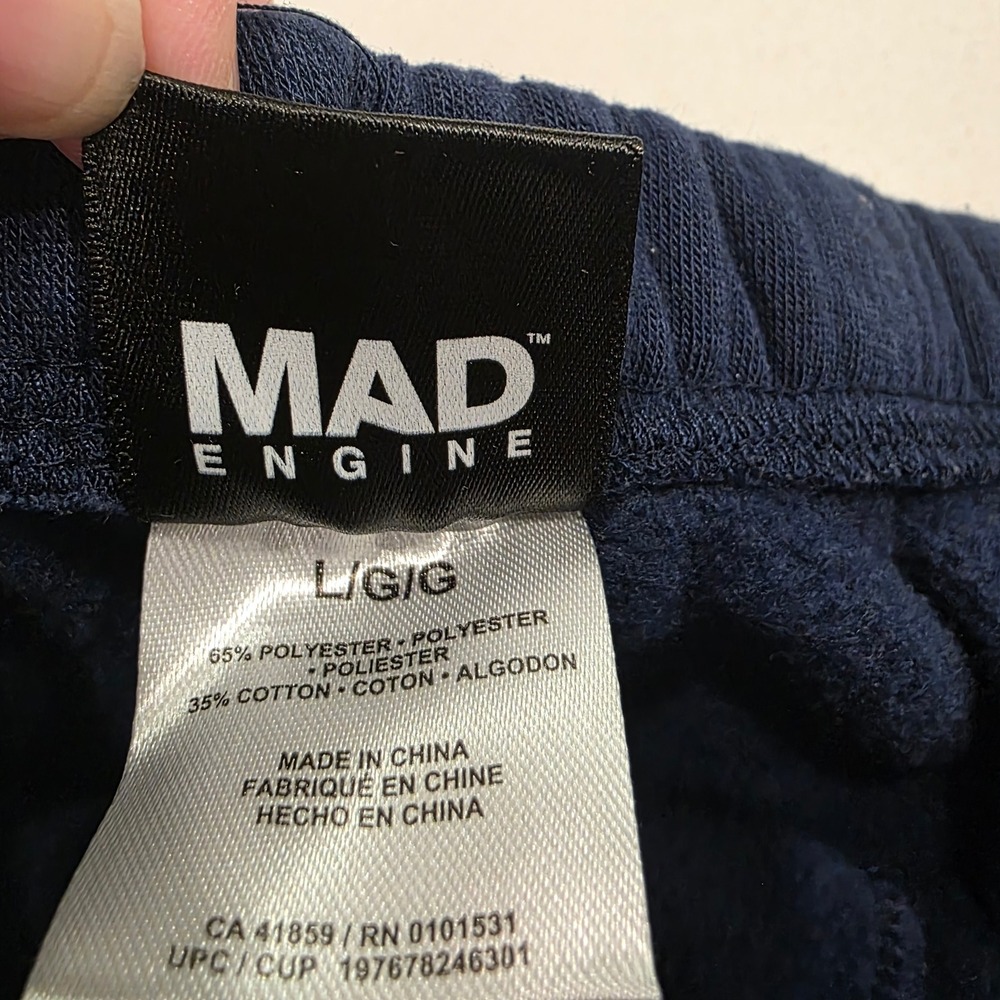 MAD™
ENGINE
L/G/G
65% POLYESTER • POLYESTER
• POLIESTER
35% COTTON • COTON • ALGODON
MADE IN CHINA
FABRIQUÉ EN CHINE
HECHO EN CHINA
CA 41859 / RN 0101531
UPC / CUP 197678246301